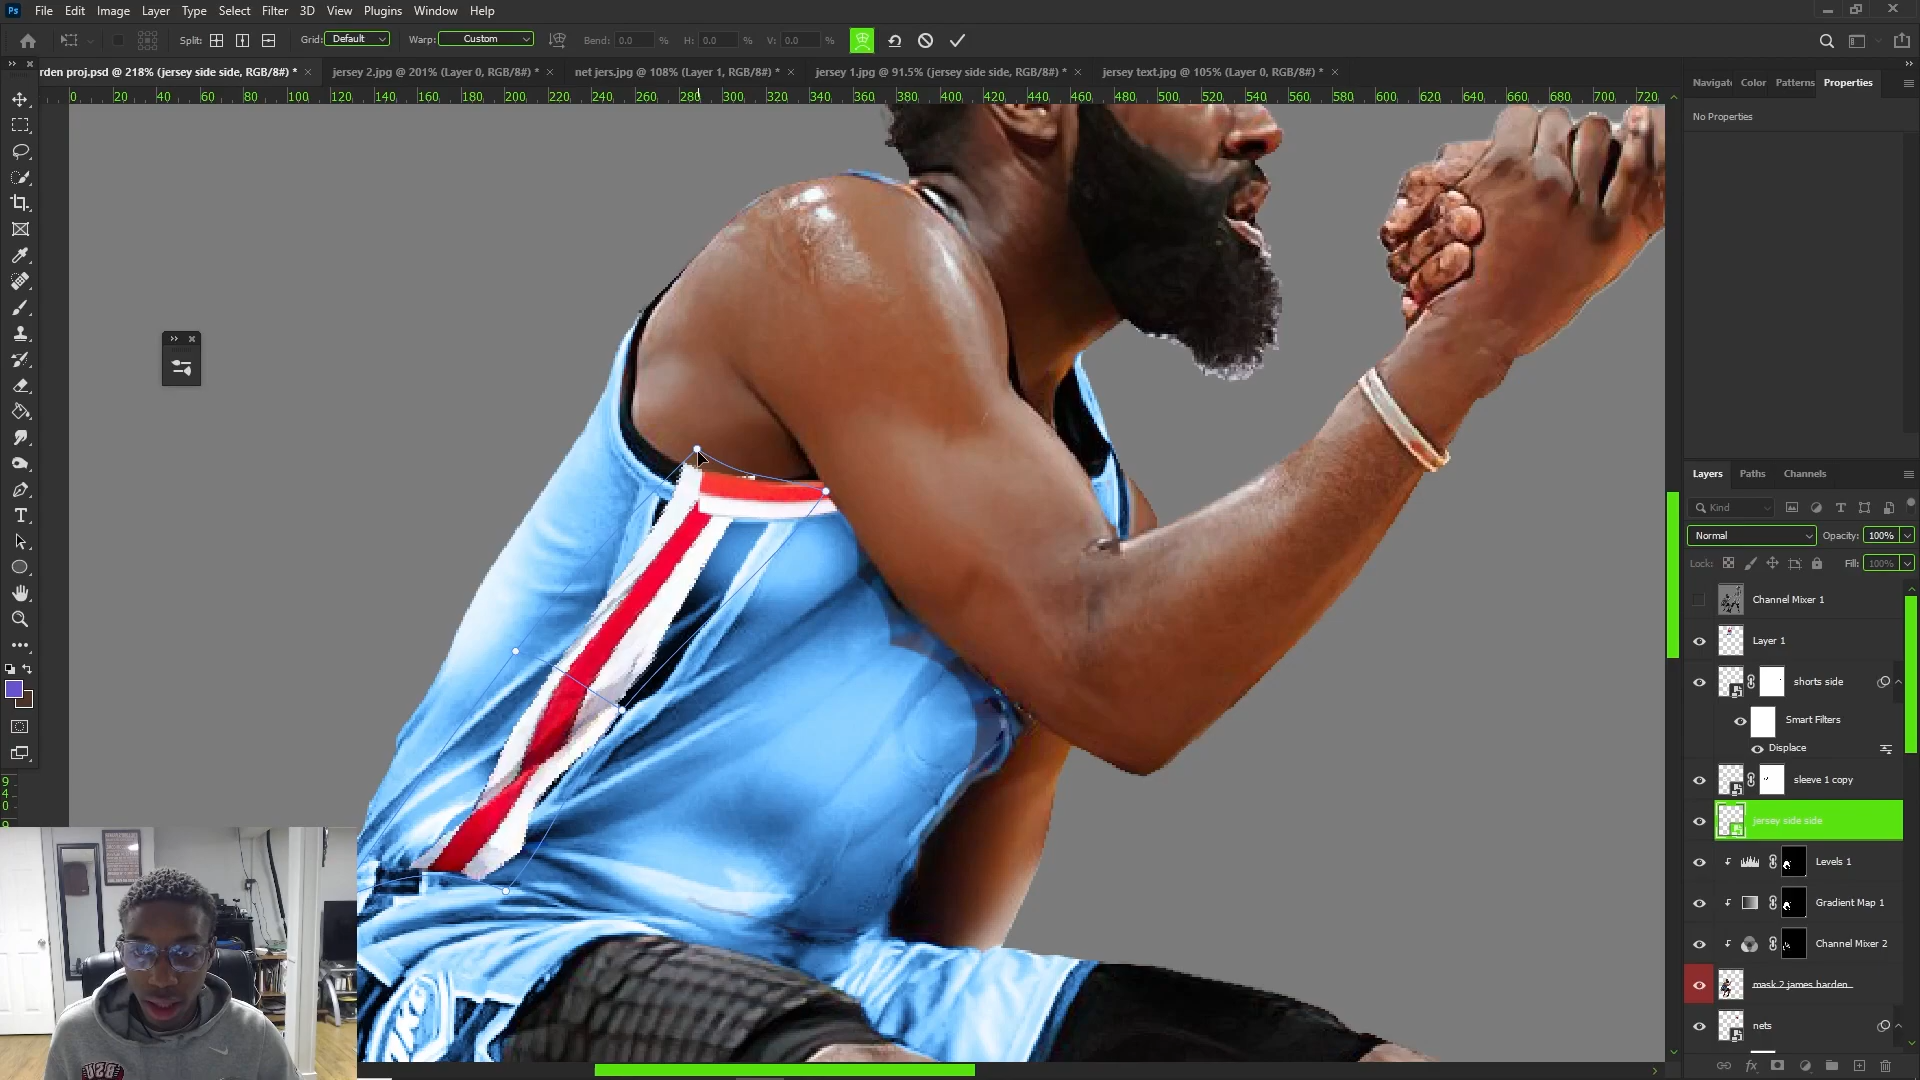 Ps File Edit Image Layer Type Select Filter 3D View Plugins Window Help
Split: Grid: Default Warp: Custom Bend: 0.0 % H: 0.0 % V: 0.0 %
rden proj.psd @ 218% (jersey side side, RGB/8#) * jersey 2.jpg @ 201% (Layer 0, RGB/8#) * net jers.jpg @ 108% (Layer 1, RGB/8#) * jersey 1.jpg @ 91.5% (jersey side side, RGB/8#) * jersey text.jpg @ 105% (Layer 0, RGB/8#) *
0 20 40 60 80 100 120 140 160 180 200 220 240 260 280 300 320 340 360 380 400 420 440 460 480 500 520 540 560 580 600 620 640 660 680 700 720
Navigat Color Patterns Properties
No Properties
Layers Paths Channels
Kind
Normal Opacity: 100%
Lock: Fill: 100%
Channel Mixer 1
Layer 1
shorts side
Smart Filters
Displace
sleeve 1 copy
jersey side side
Levels 1
Gradient Map 1
Channel Mixer 2
mask 2 james harden
nets
9
4
0